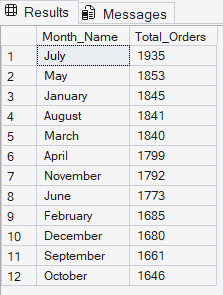 Results Messages
Month_Name Total_Orders
1 July 1935
2 May 1853
3 January 1845
4 August 1841
5 March 1840
6 April 1799
7 November 1792
8 June 1773
9 February 1685
10 December 1680
11 September 1661
12 October 1646